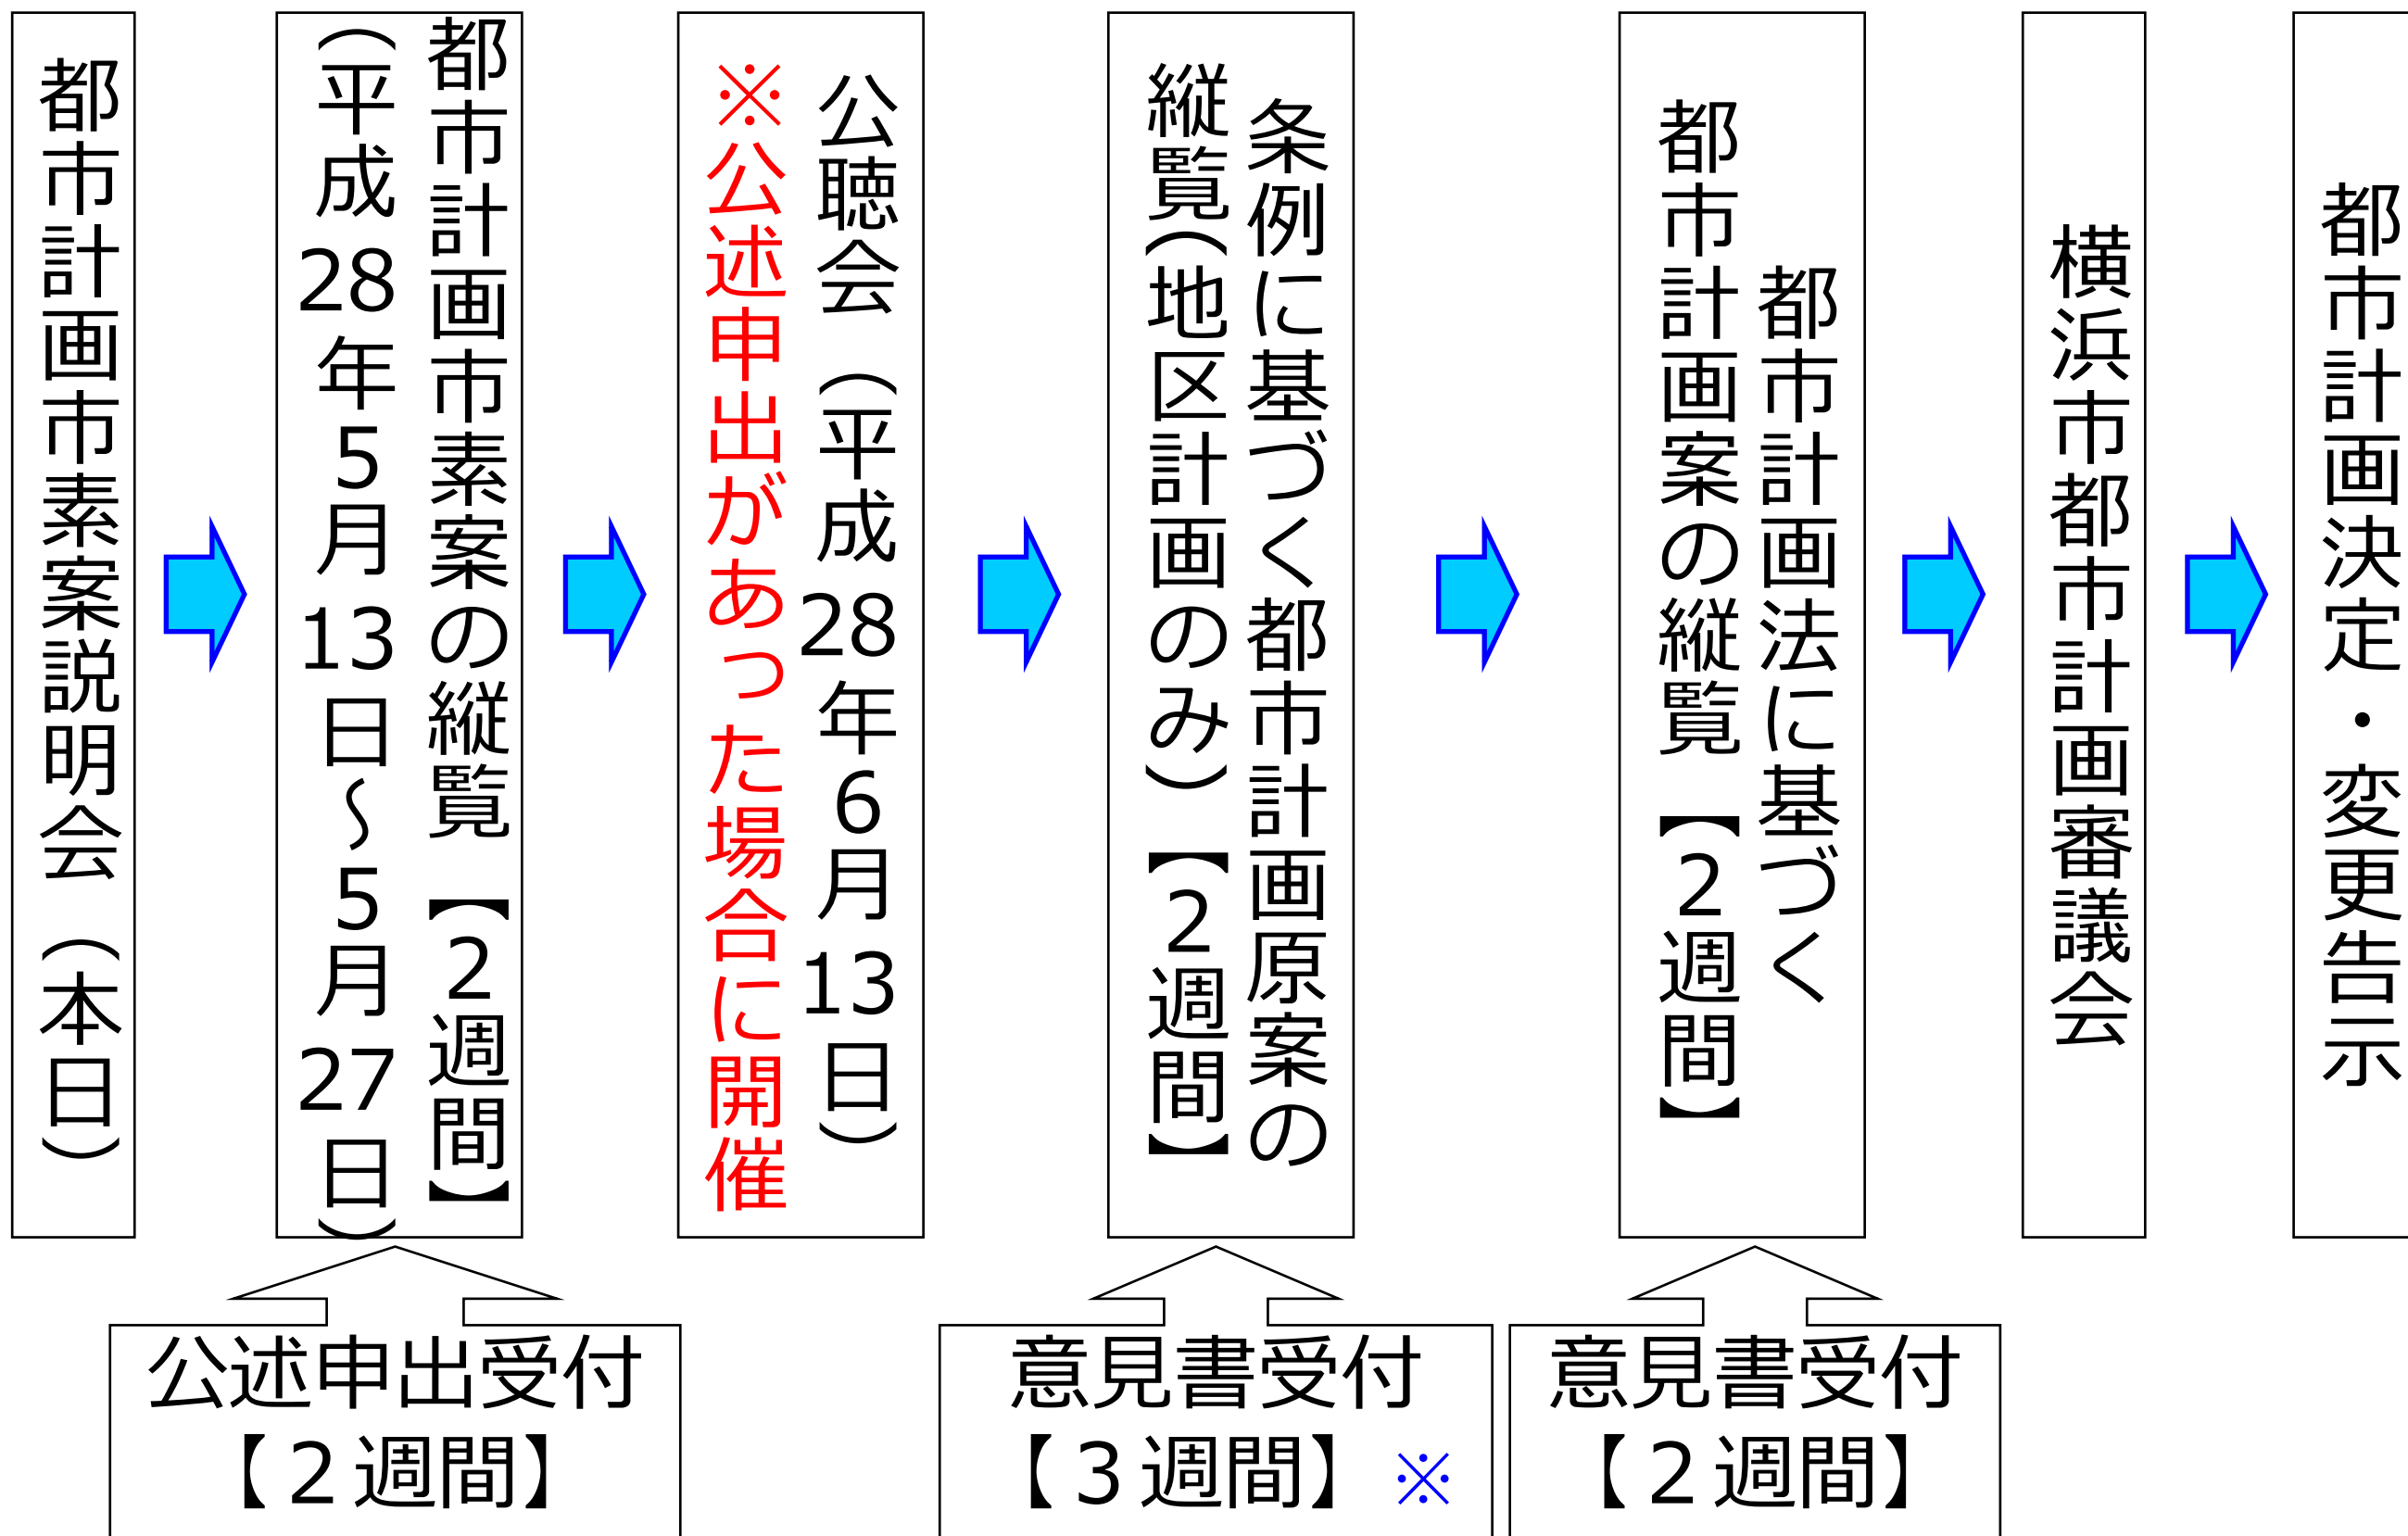 都市計画市素案説明会（本日）
都市計画市素案の縦覧【２週間】
（平成28年５月13日～５月27日）
公聴会（平成28年６月13日）
※公述申出があった場合に開催
条例に基づく都市計画原案の
縦覧（地区計画のみ）【２週間】
都市計画法に基づく
都市計画案の縦覧【２週間】
横浜市都市計画審議会
都市計画決定・変更告示
公述申出受付
【２週間】
意見書受付
【３週間】※
意見書受付
【２週間】